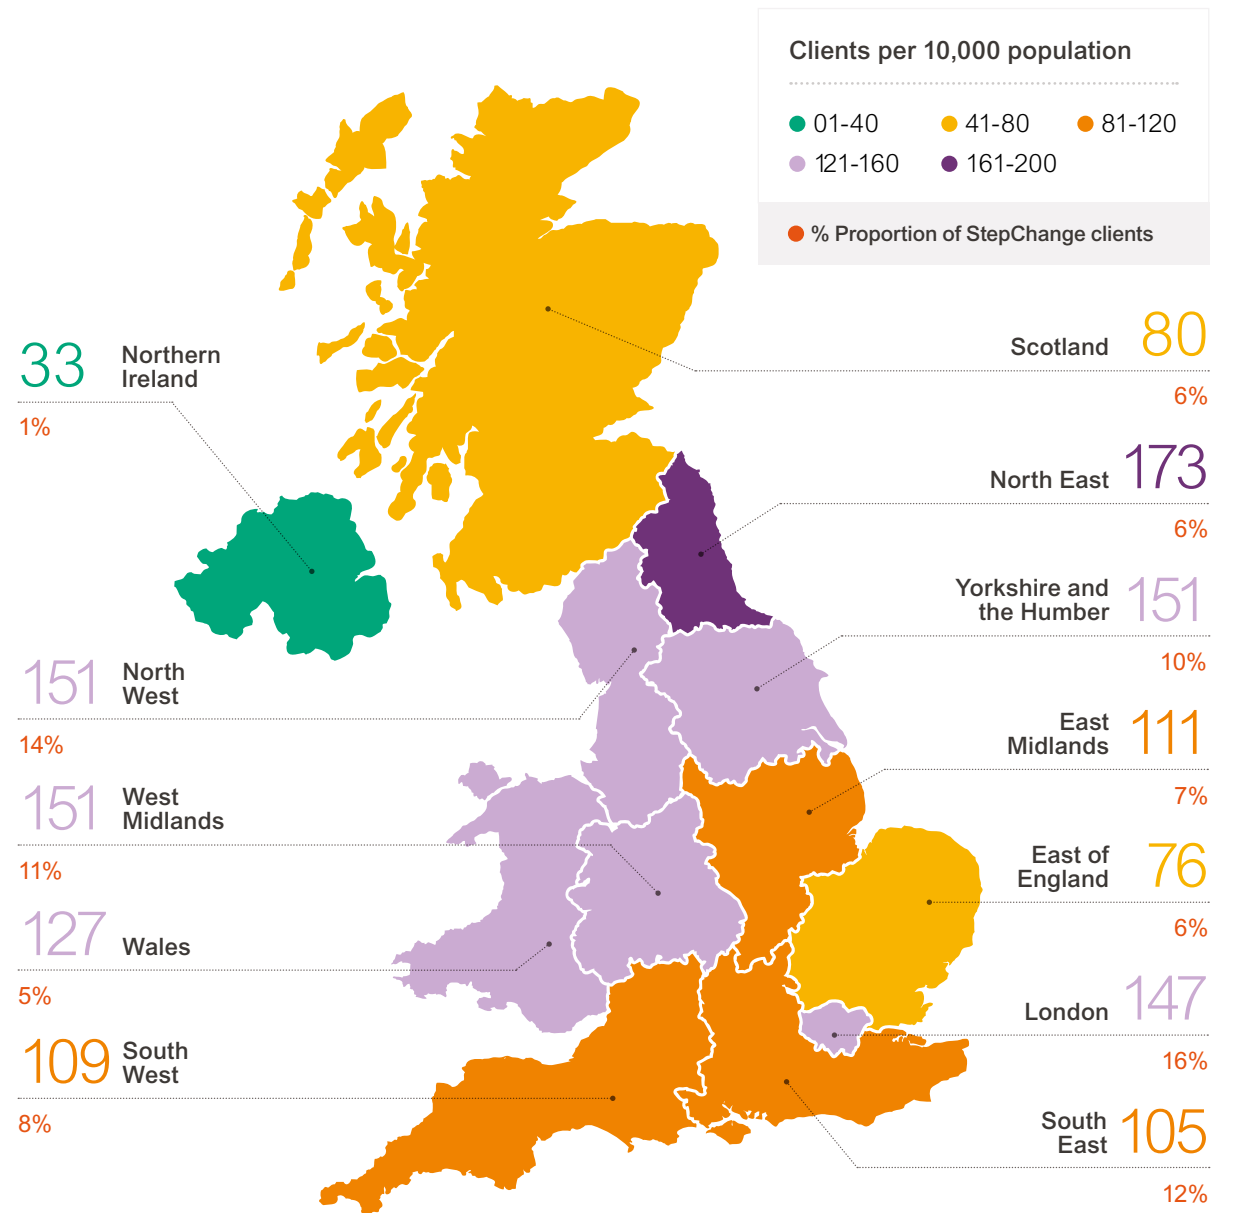 Clients per 10,000 population
01-40
41-80
81-120
121-160
161-200
% Proportion of StepChange clients
33
Northern
Ireland
1%
Scotland
80
6%
North East
173
6%
Yorkshire and
the Humber
151
10%
151
North
West
14%
East
Midlands
111
7%
151
West
Midlands
11%
East of
England
76
6%
127
Wales
5%
London
147
16%
109
South
West
8%
South
East
105
12%